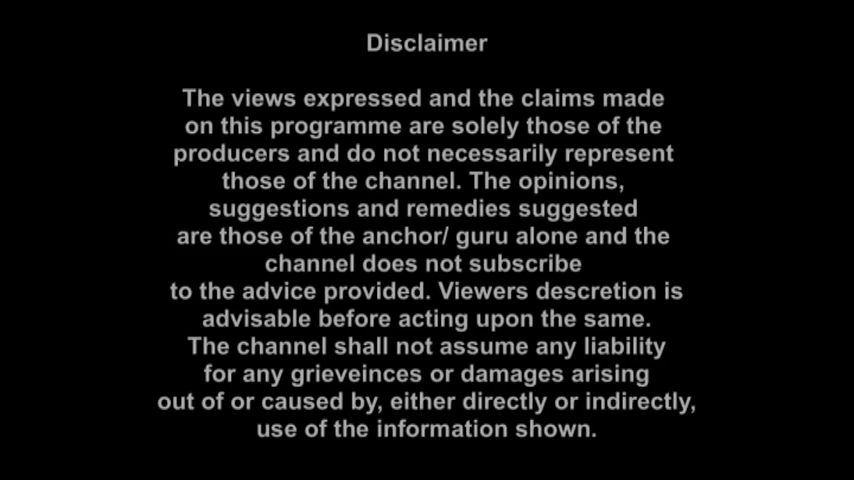 Disclaimer
The views expressed and the claims made
on this programme are solely those of the
producers and do not necessarily represent
those of the channel. The opinions,
suggestions and remedies suggested
are those of the anchor/ guru alone and the
channel does not subscribe
to the advice provided. Viewers descretion is
advisable before acting upon the same.
The channel shall not assume any liability
for any grieveinces or damages arising
out of or caused by, either directly or indirectly,
use of the information shown.